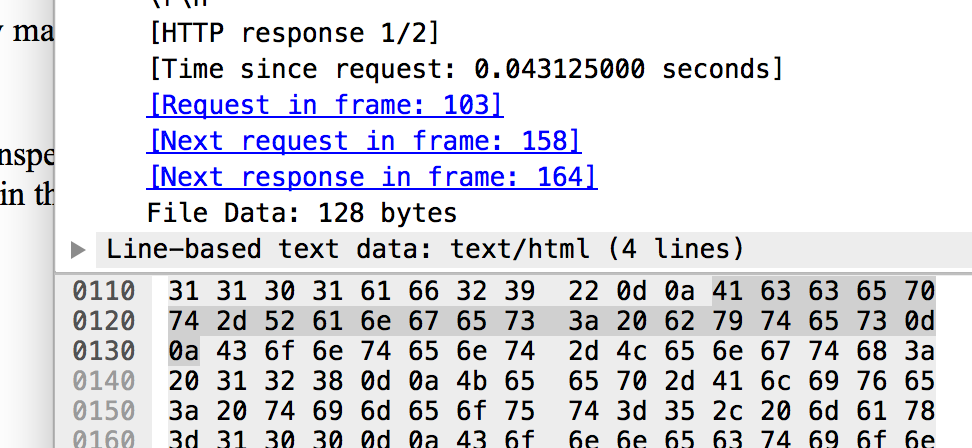 \r\n
y ma
[HTTP response 1/2]
[Time since request: 0.043125000 seconds]
[Request in frame: 103]
[Next request in frame: 158]
nspe
[Next response in frame: 164]
in th
File Data: 128 bytes
Line-based text data: text/html (4 lines)
0110 31 31 30 31 61 66 32 39 22 0d 0a 41 63 63 65 70
0120 74 2d 52 61 6e 67 65 73 3a 20 62 79 74 65 73 0d
0130 0a 43 6f 6e 74 65 6e 74 2d 4c 65 6e 67 74 68 3a
0140 20 31 32 38 0d 0a 4b 65 65 70 2d 41 6c 69 76 65
0150 3a 20 74 69 6d 65 6f 75 74 3d 35 2c 20 6d 61 78
0160 3d 31 30 30 0d 0a 43 6f 6e 6e 65 63 74 69 6f 6e